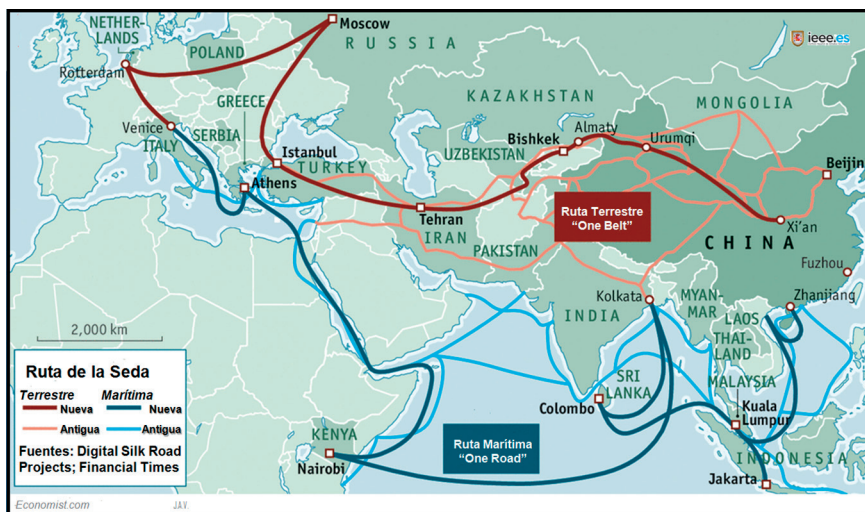 Moscow
NETHER-
LANDS
RUSSIA
ieee.es
POLAND
Rotterdam
KAZAKHSTAN
MONGOLIA
GREECE
Venice
ITALY
SERBIA
Almaty
Bishkek
Urumqi
Istanbul
UZBEKISTAN
TURKEY
Beijin
Athens
Tehran
Ruta Terrestre
“One Belt”
Xi'an
IRAN
CHINA
PAKISTAN
Fuzhou
Kolkata
MYAN-
MAR
Zhanjiang
INDIA
LAOS
2,000 km
THAI-
LAND
Ruta de la Seda
Terrestre Marítima
Nueva Nueva
Antigua Antigua
Fuentes: Digital Silk Road
Projects; Financial Times
SRI
LANKA
MALAYSIA
Colombo
Kuala
Lumpur
KENYA
Ruta Marítima
“One Road”
Nairobi
INDONESIA
Jakarta
Economist.com
JAV